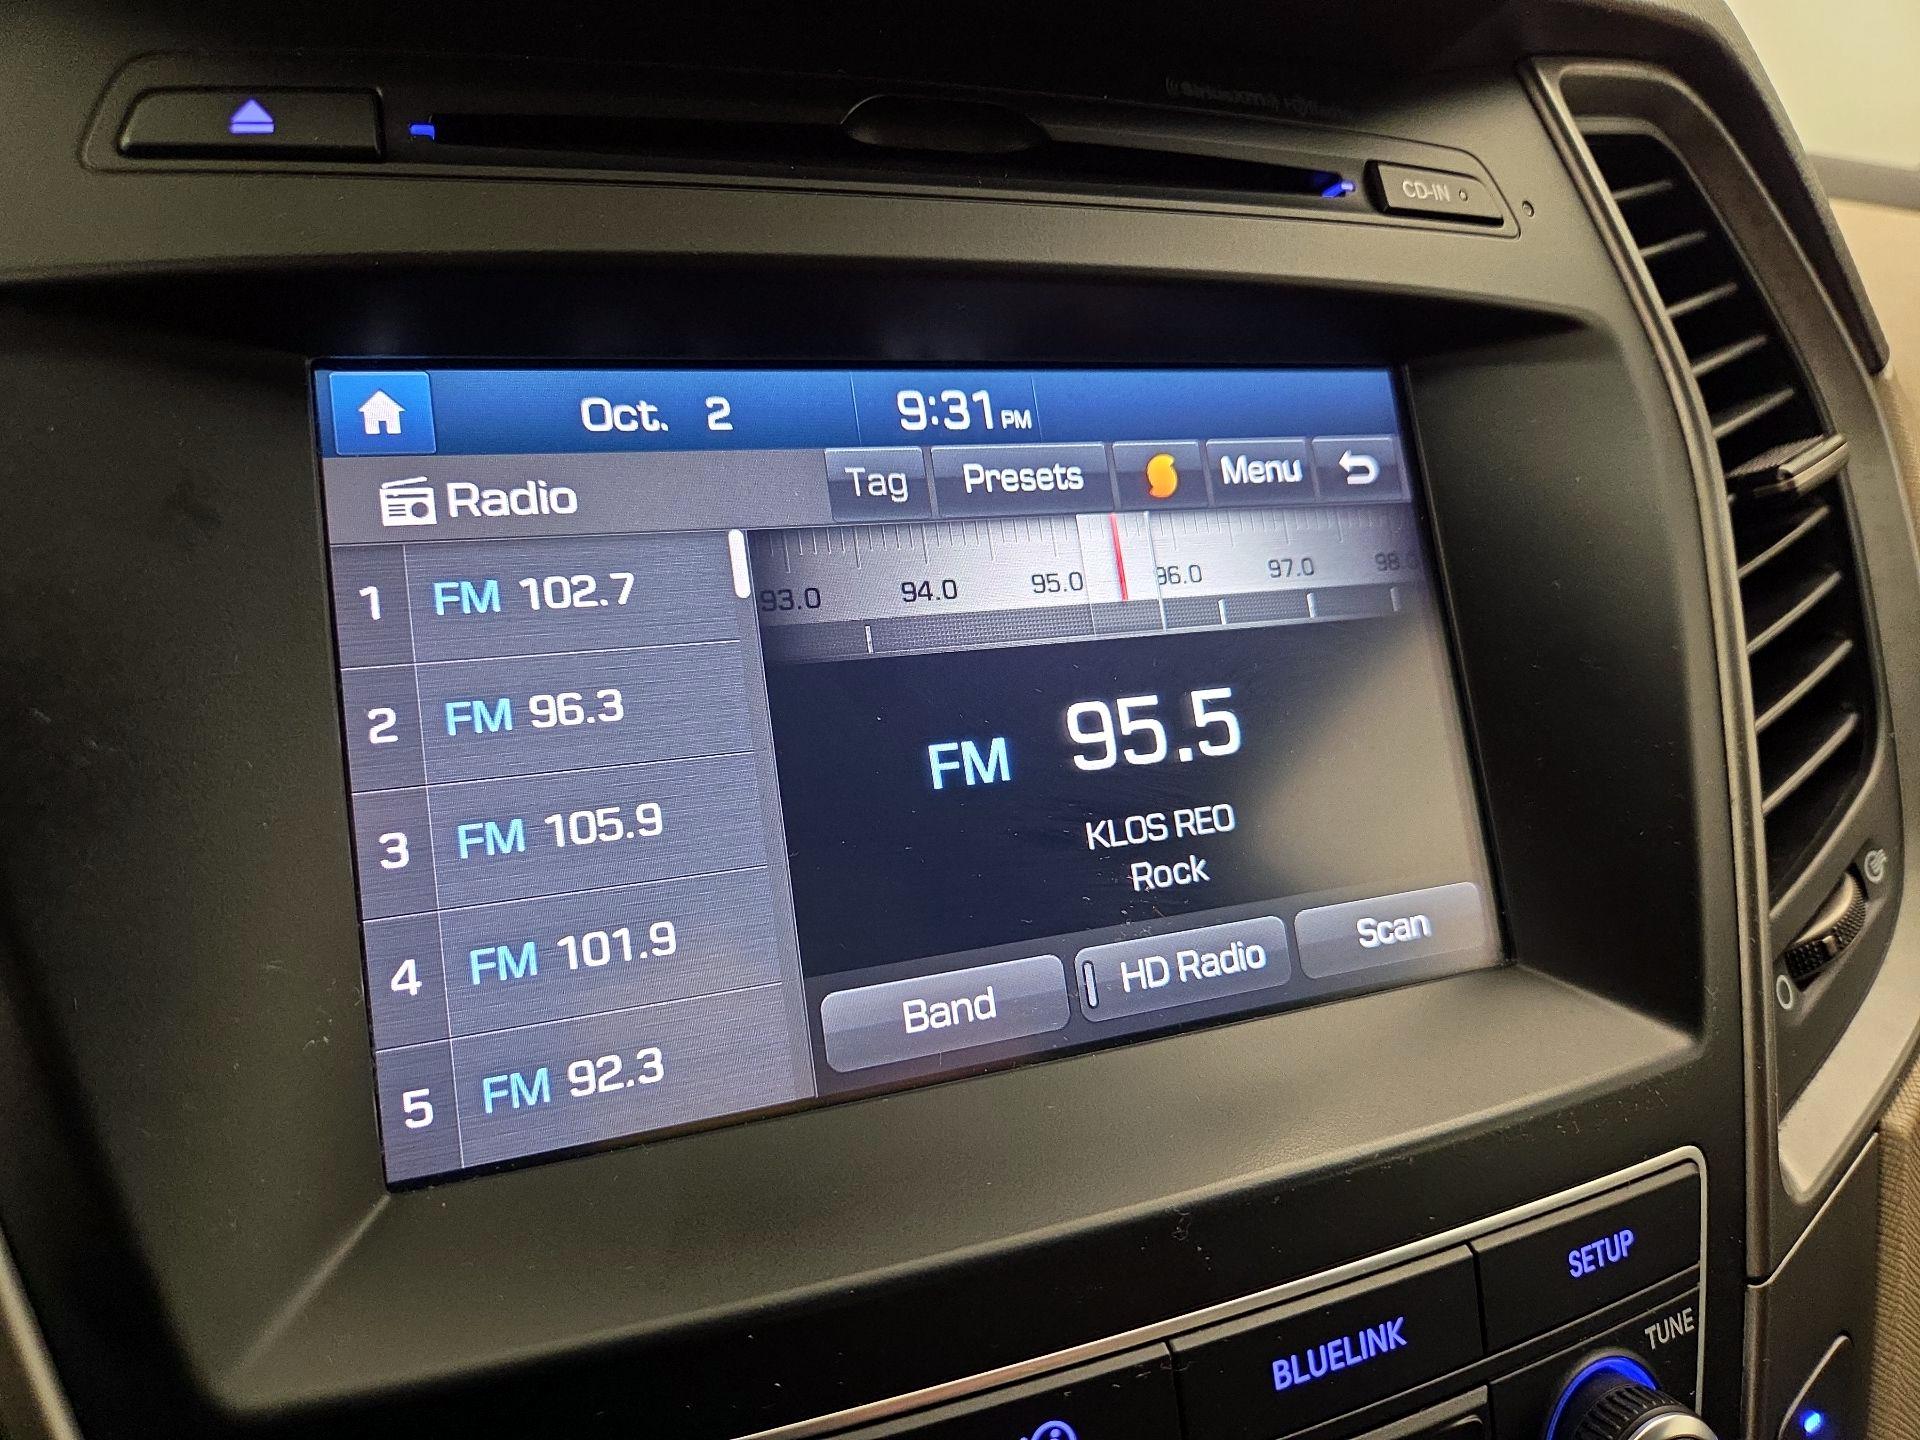 CD-IN
Oct. 2 9:31 PM
Radio Tag Presets Menu
93.0 94.0 95.0 96.0 97.0 98.0
1 FM 102.7
2 FM 96.3
3 FM 105.9
4 FM 101.9
5 FM 92.3
FM 95.5
KLOS REO
Rock
Band HD Radio Scan
SETUP
BLUELINK
TUNE